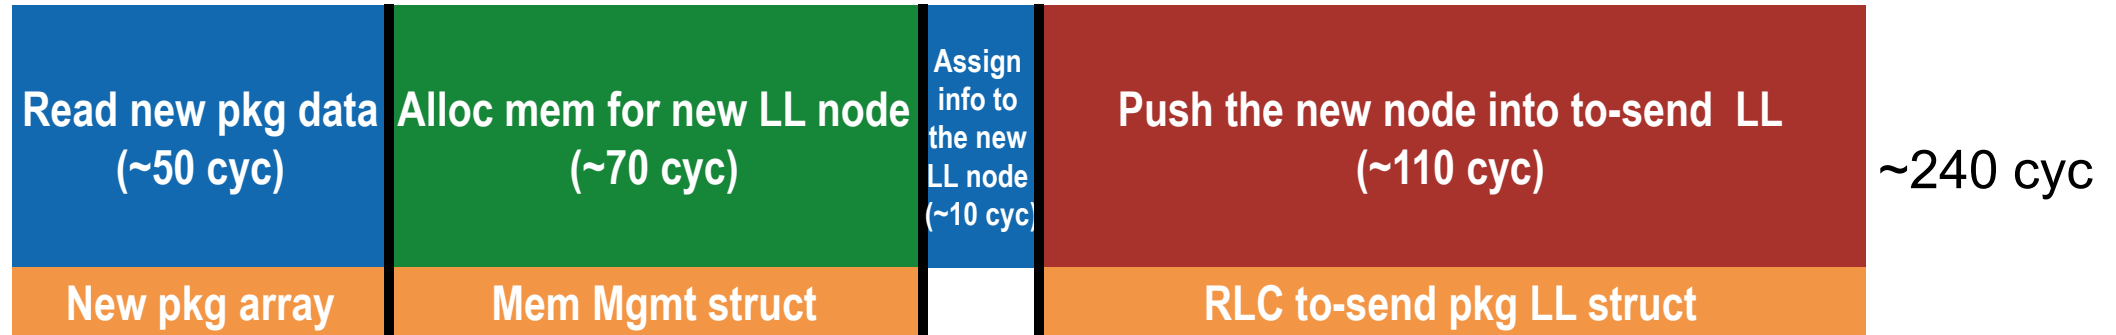 Read new pkg data
(~50 cyc)
Alloc mem for new LL node
(~70 cyc)
Assign
info to
the new
LL node
(~10 cyc)
Push the new node into to-send LL
(~110 cyc)
~240 cyc
New pkg array
Mem Mgmt struct
RLC to-send pkg LL struct